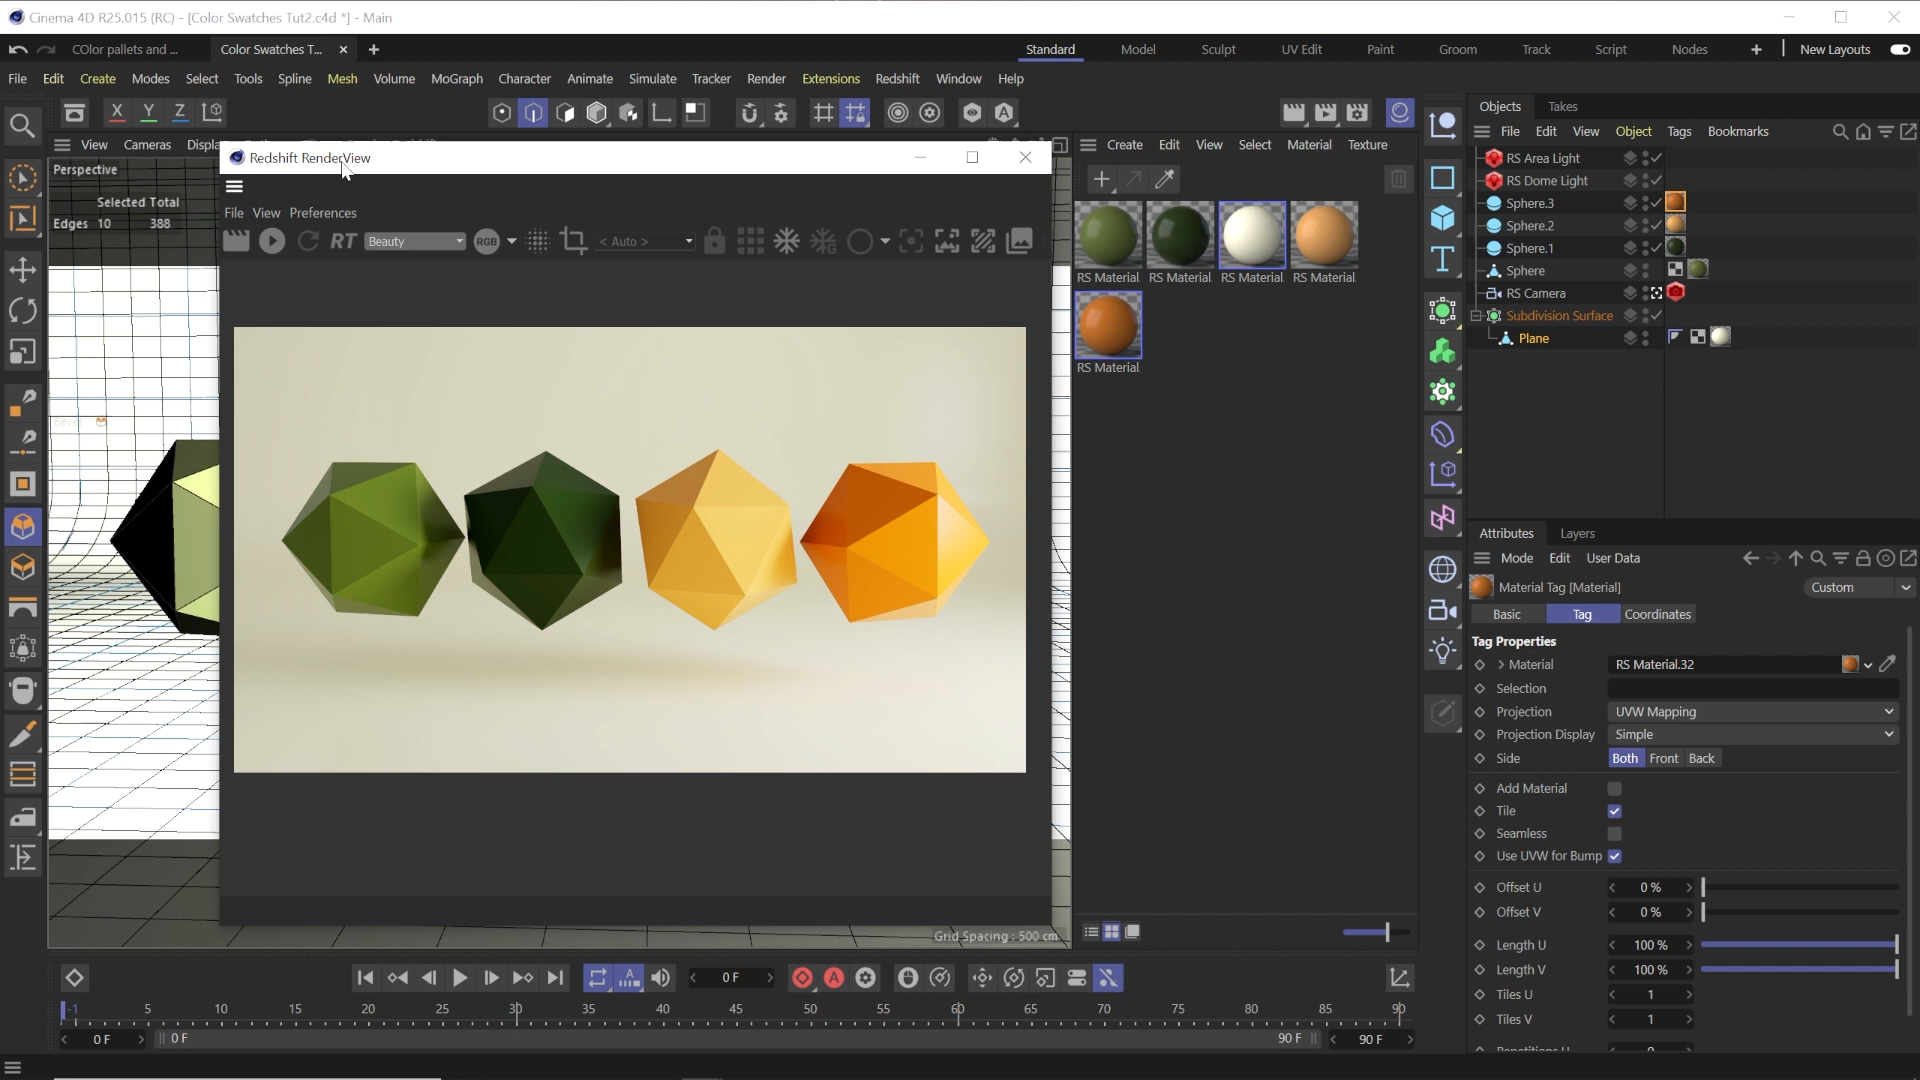 Cinema 4D R25.015 (RC) - [Color Swatches Tut2.c4d *] - Main
COlor pallets and ...
Color Swatches T...
Standard
Model
Sculpt
UV Edit
Paint
Groom
Track
Script
Nodes
New Layouts
File Edit Create Modes Select Tools Spline Mesh Volume MoGraph Character Animate Simulate Tracker Render Extensions Redshift Window Help
X Y Z
Objects Takes
File Edit View Object Tags Bookmarks
View Cameras
Redshift RenderView
Create Edit View Select Material Texture
Perspective
Selected Total
Edges 10 388
File View Preferences
RT Beauty RGB < Auto >
RS Material RS Material RS Material RS Material
RS Material
RS Area Light
RS Dome Light
Sphere.3
Sphere.2
Sphere.1
Sphere
RS Camera
Subdivision Surface
Plane
Grid Spacing : 500 cm
Attributes Layers
Mode Edit User Data
Material Tag [Material]
Custom
Basic Tag Coordinates
Tag Properties
Material RS Material.32
Selection
Projection UVW Mapping
Projection Display Simple
Side Both Front Back
Add Material
Tile
Seamless
Use UVW for Bump
Offset U 0 %
Offset V 0 %
Length U 100 %
Length V 100 %
Tiles U 1
Tiles V 1
0 F
-1 5 10 15 20 25 30 35 40 45 50 55 60 65 70 75 80 85 90
0 F 0 F 90 F 90 F